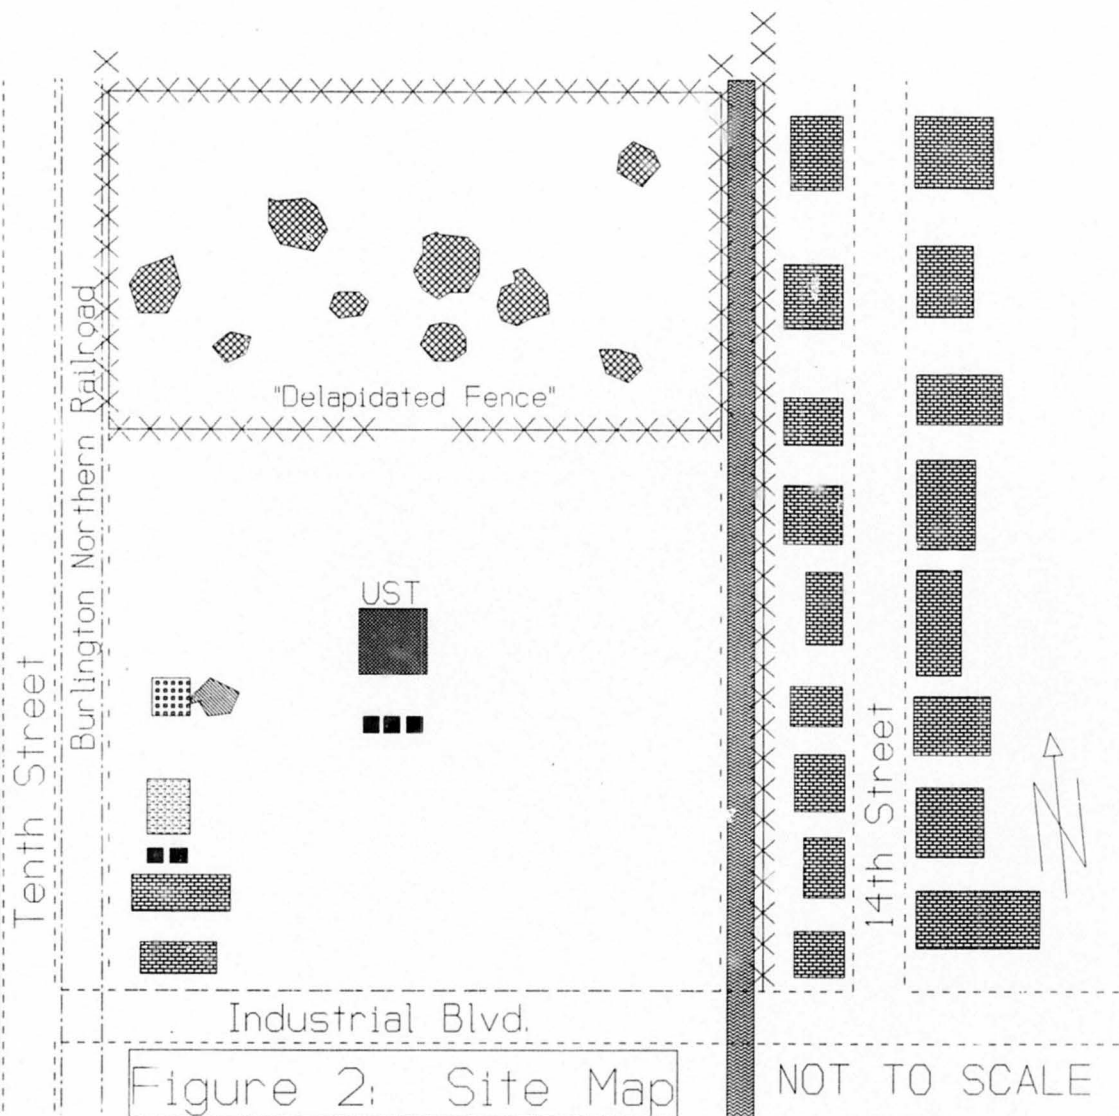 "Delapidated Fence"
Burlington Northern Railroad
UST
Tenth Street
14th Street
N
Industrial Blvd.
Figure 2: Site Map
NOT TO SCALE